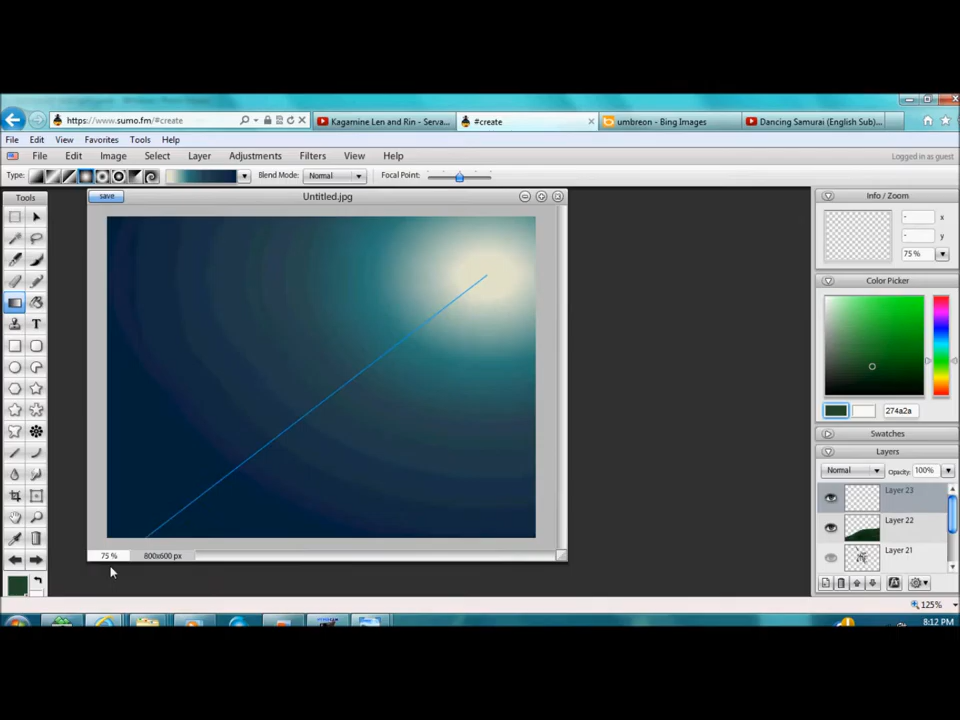 https://www.sumo.fm/#create
Kagamine Len and Rin - Serva...
#create
umbreon - Bing Images
Dancing Samurai (English Sub)...
File Edit View Favorites Tools Help
File Edit Image Select Layer Adjustments Filters View Help
Logged in as guest
Type:
Blend Mode: Normal
Focal Point:
Tools
save
Untitled.jpg
Info / Zoom
- x
- y
75 %
Color Picker
274a2a
Swatches
Layers
Normal
Opacity: 100%
Layer 23
Layer 22
Layer 21
T
75 %
800x600 px
125%
8:12 PM